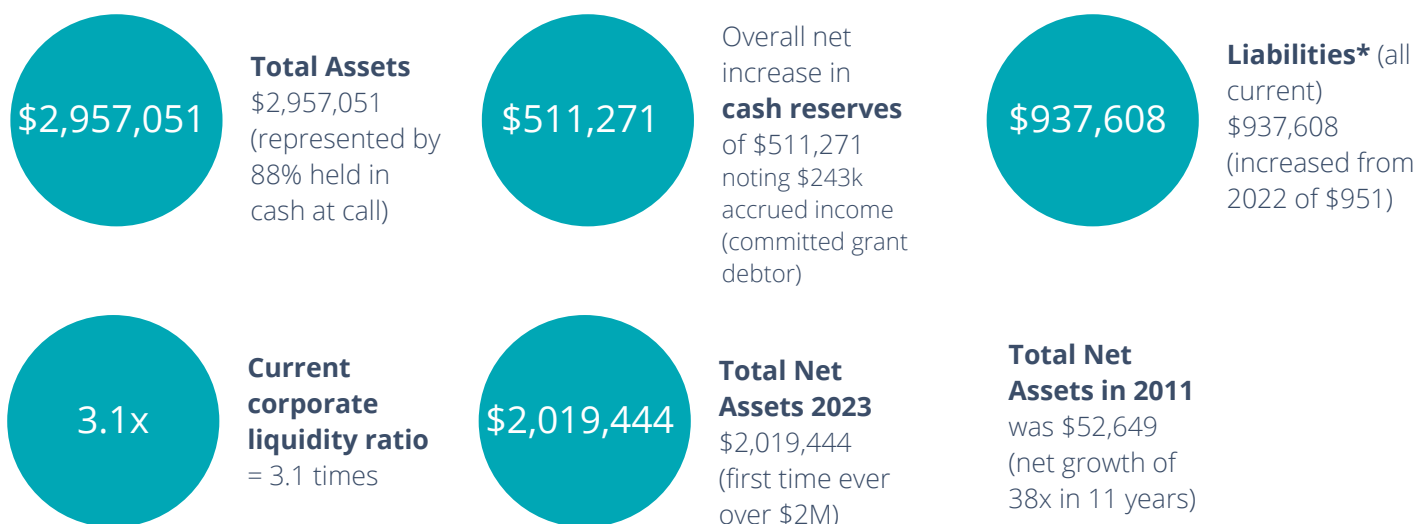 $2,957,051
Total Assets
$2,957,051
(represented by
88% held in
cash at call)
$511,271
Overall net
increase in
cash reserves
of $511,271
noting $243k
accrued income
(committed grant
debtor)
$937,608
Liabilities* (all
current)
$937,608
(increased from
2022 of $951)
3.1x
Current
corporate
liquidity ratio
= 3.1 times
$2,019,444
Total Net
Assets 2023
$2,019,444
(first time ever
over $2M)
Total Net
Assets in 2011
was $52,649
(net growth of
38x in 11 years)